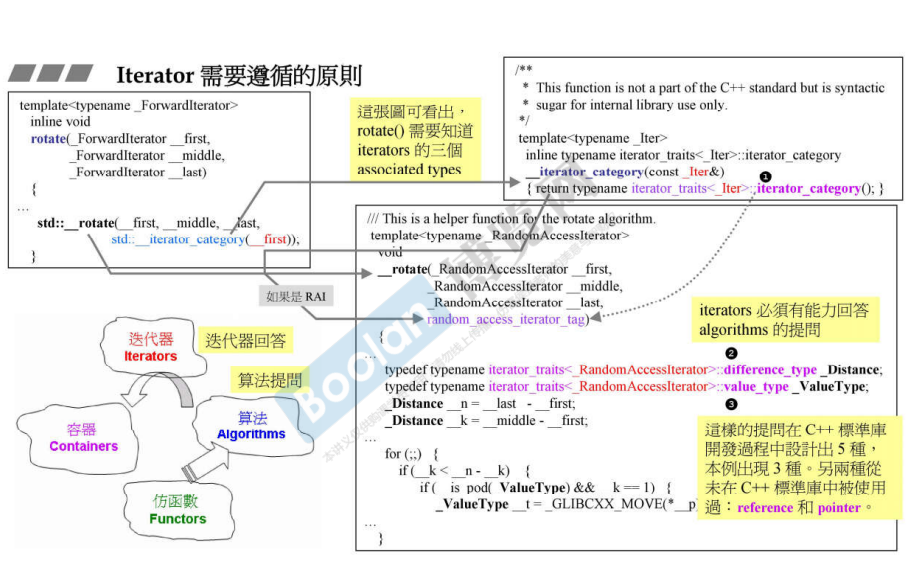 Iterator 需要遵循的原則
template<typename _ForwardIterator>
inline void
rotate(_ForwardIterator __first,
_ForwardIterator __middle,
_ForwardIterator __last)
{
…
std::__rotate(__first, __middle, __last,
std::__iterator_category(__first));
}
這張圖可看出，
rotate() 需要知道
iterators 的三個
associated types
/**
* This function is not a part of the C++ standard but is syntactic
* sugar for internal library use only.
*/
template<typename _Iter>
inline typename iterator_traits<_Iter>::iterator_category
__iterator_category(const _Iter&)
❶
{ return typename iterator_traits<_Iter>::iterator_category(); }
/// This is a helper function for the rotate algorithm.
template<typename _RandomAccessIterator>
void
__rotate(_RandomAccessIterator __first,
_RandomAccessIterator __middle,
_RandomAccessIterator __last,
random_access_iterator_tag)
{
…
❷
typedef typename iterator_traits<_RandomAccessIterator>::difference_type _Distance;
typedef typename iterator_traits<_RandomAccessIterator>::value_type _ValueType;
❸
_Distance __n = __last - __first;
_Distance __k = __middle - __first;
…
for (;;) {
if (__k < __n - __k) {
if (__is_pod(_ValueType) && __k == 1) {
_ValueType __t = _GLIBCXX_MOVE(*__p
…
}
如果是 RAI
iterators 必須有能力回答
algorithms 的提問
這樣的提問在 C++ 標準庫
開發過程中設計出 5 種，
本例出現 3 種。另兩種從
未在 C++ 標準庫中被使用
過：reference 和 pointer。
迭代器
Iterators
迭代器回答
算法提問
容器
Containers
算法
Algorithms
仿函數
Functors
Boolan
博览网